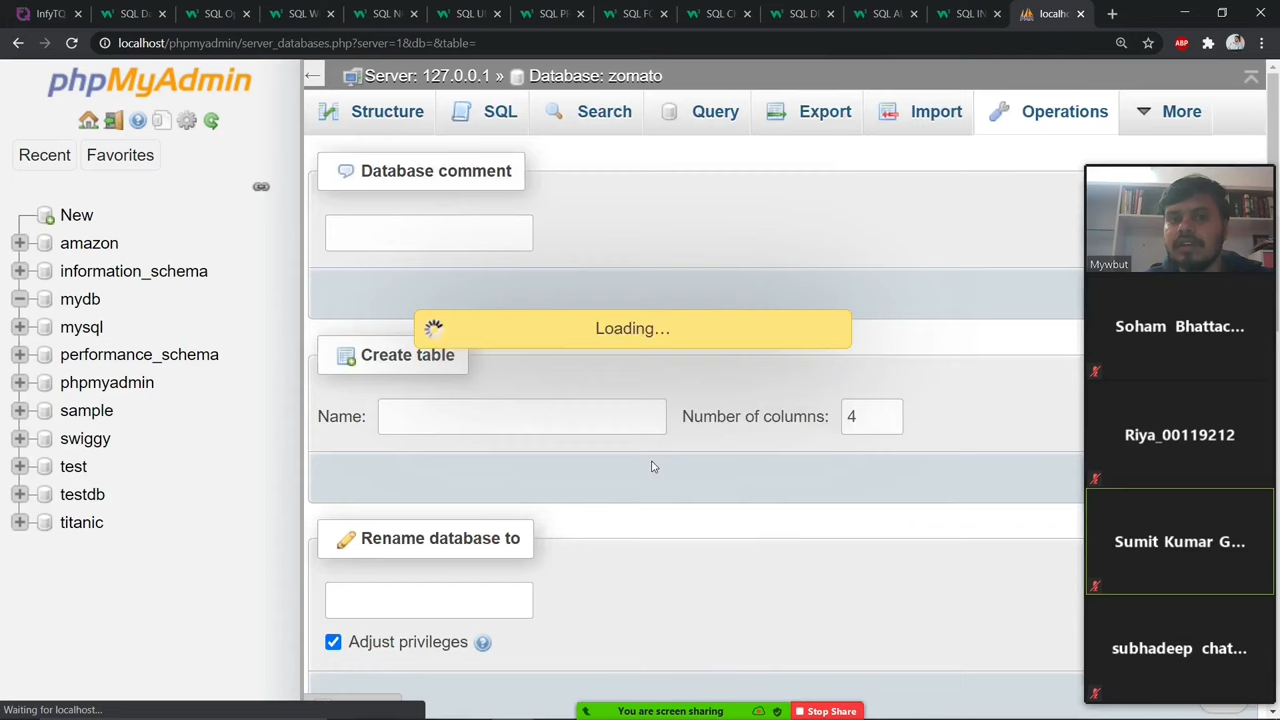 InfyTQ
SQL D
SQL O
SQL W
SQL N
SQL U
SQL P
SQL F
SQL C
SQL D
SQL A
SQL IN
localh
localhost/phpmyadmin/server_databases.php?server=1&db=&table=
ABP
phpMyAdmin
Server: 127.0.0.1 » Database: zomato
Structure
SQL
Search
Query
Export
Import
Operations
More
Recent
Favorites
New
amazon
information_schema
mydb
mysql
performance_schema
phpmyadmin
sample
swiggy
test
testdb
titanic
Database comment
Loading...
Create table
Name:
Number of columns: 4
Rename database to
Adjust privileges
Mywbut
Soham Bhattac...
Riya_00119212
Sumit Kumar G...
subhadeep chat...
Waiting for localhost...
You are screen sharing
Stop Share